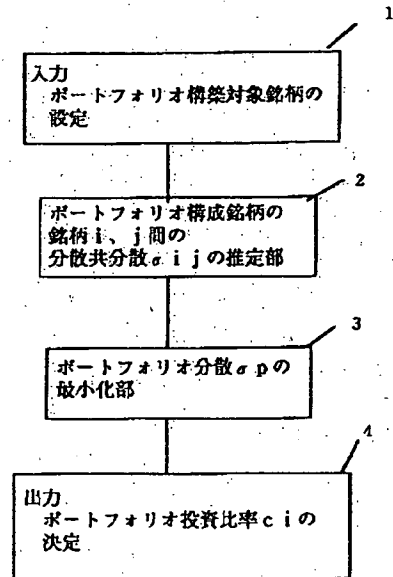 1
入力
ポートフォリオ構築対象銘柄の
設定
2
ポートフォリオ構成銘柄の
銘柄i、j間の
分散共分散σijの推定部
3
ポートフォリオ分散σpの
最小化部
4
出力
ポートフォリオ投資比率ciの
決定